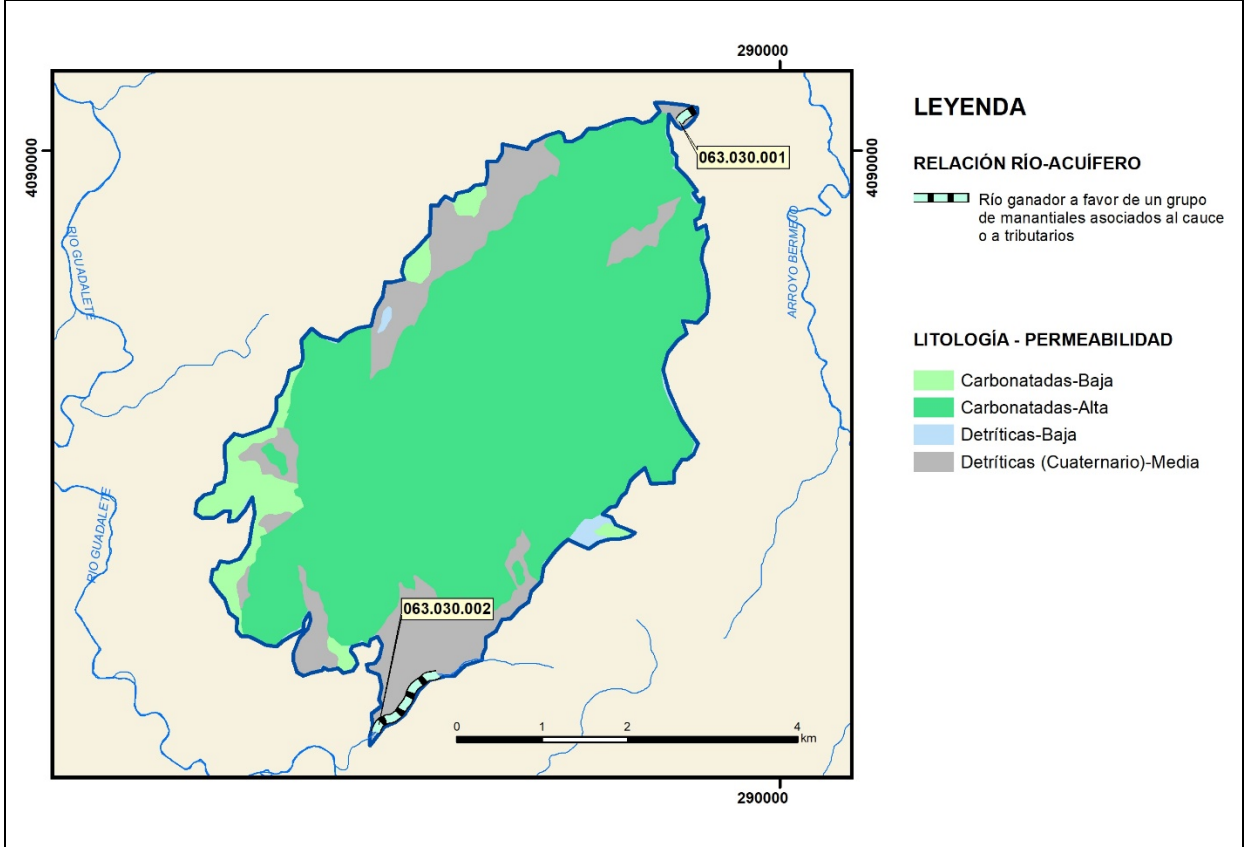 290000
4090000
4090000
063.030.001
RIO GUADALETE
ARROYO BERMEJO
RIO GUADALETE
063.030.002
0 1 2 4
km
290000
LEYENDA
RELACIÓN RÍO-ACUÍFERO
Río ganador a favor de un grupo
de manantiales asociados al cauce
o a tributarios
LITOLOGÍA - PERMEABILIDAD
Carbonatadas-Baja
Carbonatadas-Alta
Detríticas-Baja
Detríticas (Cuaternario)-Media